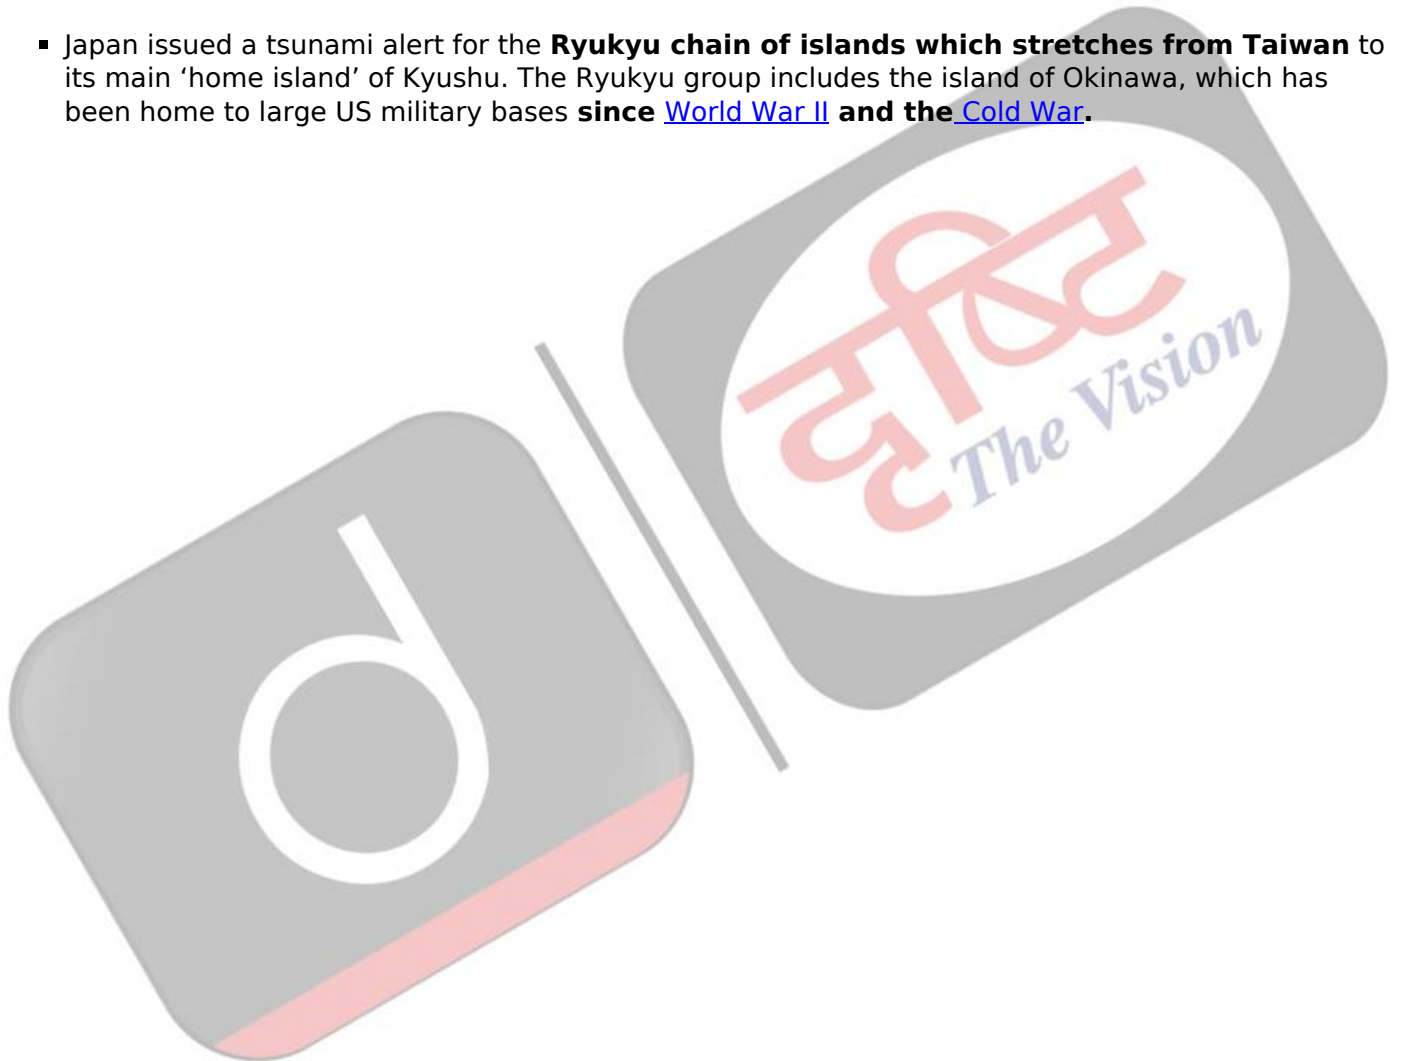 ▪ Japan issued a tsunami alert for the Ryukyu chain of islands which stretches from Taiwan to
its main ‘home island’ of Kyushu. The Ryukyu group includes the island of Okinawa, which has
been home to large US military bases since World War II and the Cold War.
दृष्टि
The Vision
d